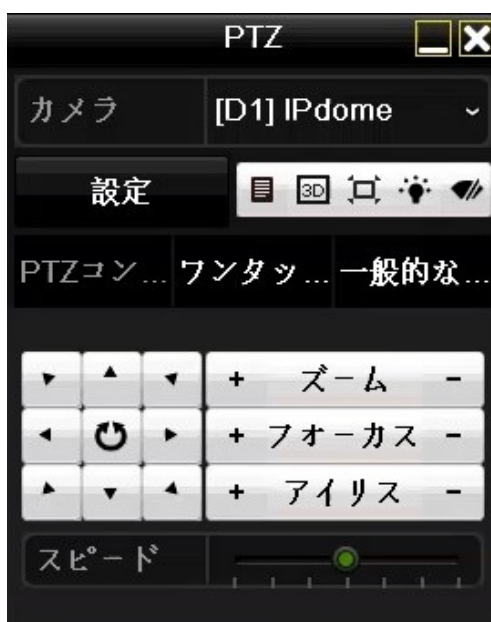 PTZ
カメラ [D1] IPdome
設定 3D
PTZコン... ワンタッ... 一般的な...
+ ズーム -
+ フォーカス -
+ アイリス -
スピード